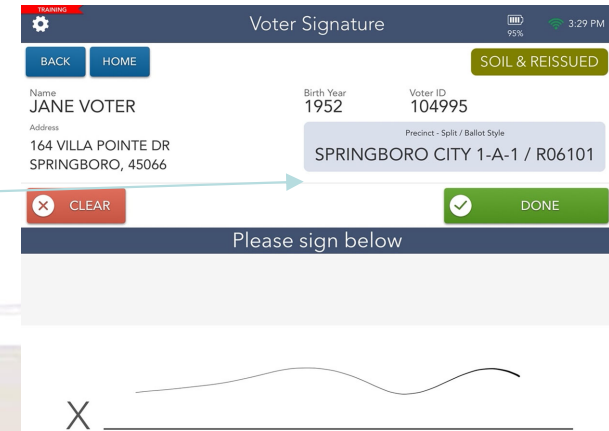 TRAINING
Voter Signature
95%
3:29 PM
BACK
HOME
SOIL & REISSUED
Name
JANE VOTER
Birth Year
1952
Voter ID
104995
Address
164 VILLA POINTE DR
SPRINGBORO, 45066
Precinct - Split / Ballot Style
SPRINGBORO CITY 1-A-1 / R06101
CLEAR
DONE
Please sign below
X